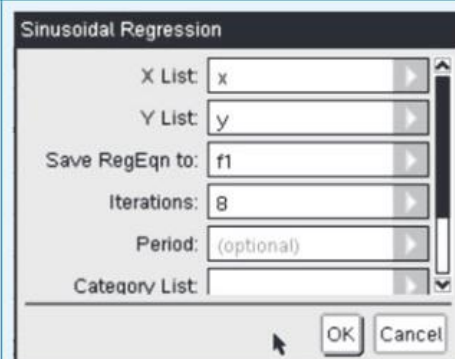 Sinusoidal Regression
X List: x
Y List: y
Save RegEqn to: f1
Iterations: 8
Period: (optional)
Category List:
OK Cancel